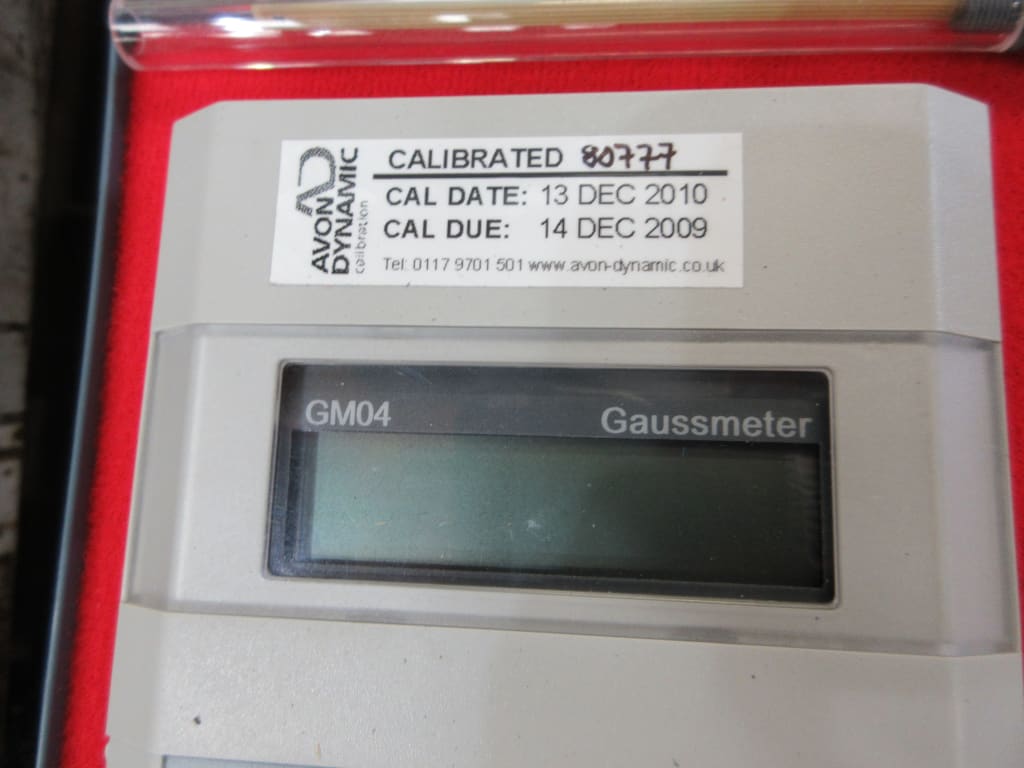 AVON
DYNAMIC
calibration
CALIBRATED 80777
CAL DATE: 13 DEC 2010
CAL DUE: 14 DEC 2009
Tel: 0117 9701 501 www.avon-dynamic.co.uk
GM04 Gaussmeter